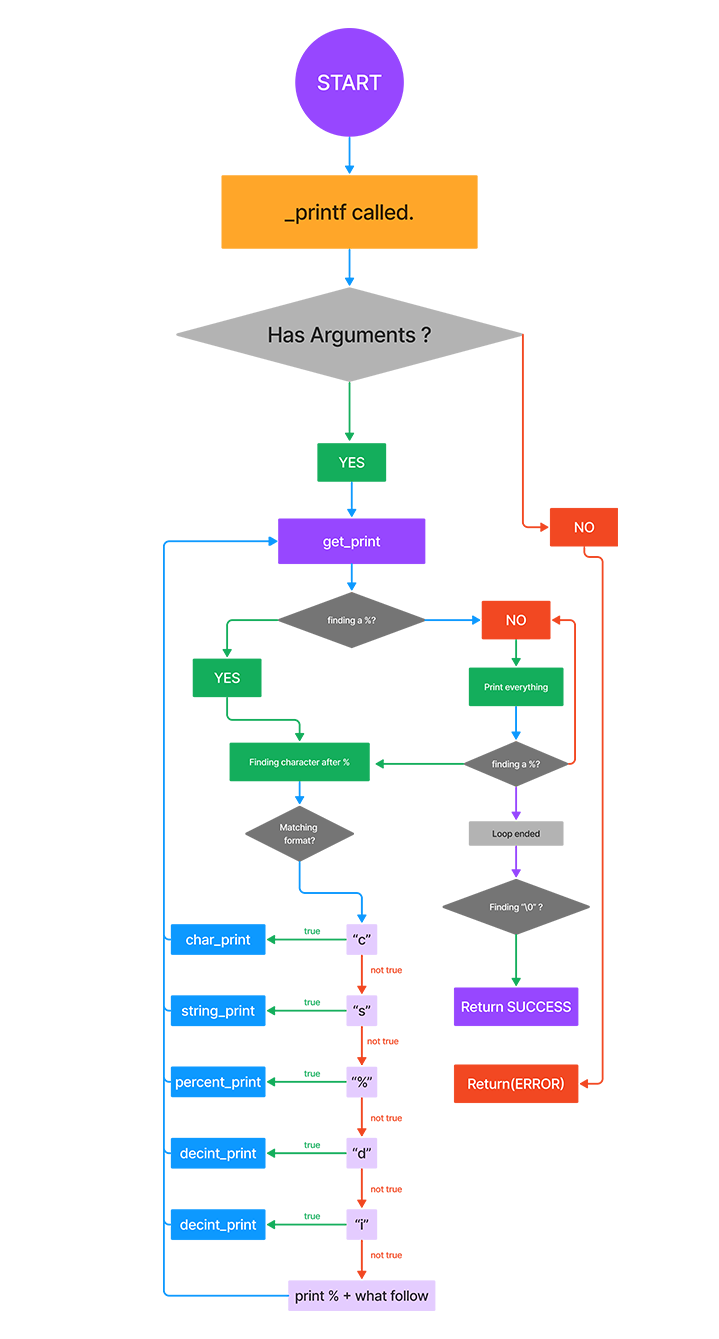 START
_printf called.
Has Arguments ?
YES
NO
get_print
finding a %?
NO
YES
Print everything
Finding character after %
finding a %?
Matching
format?
Loop ended
Finding "\0" ?
char_print
true
“c”
not true
Return SUCCESS
string_print
true
“s”
not true
percent_print
true
“%”
Return(ERROR)
not true
decint_print
true
“d”
not true
decint_print
true
“i”
not true
print % + what follow